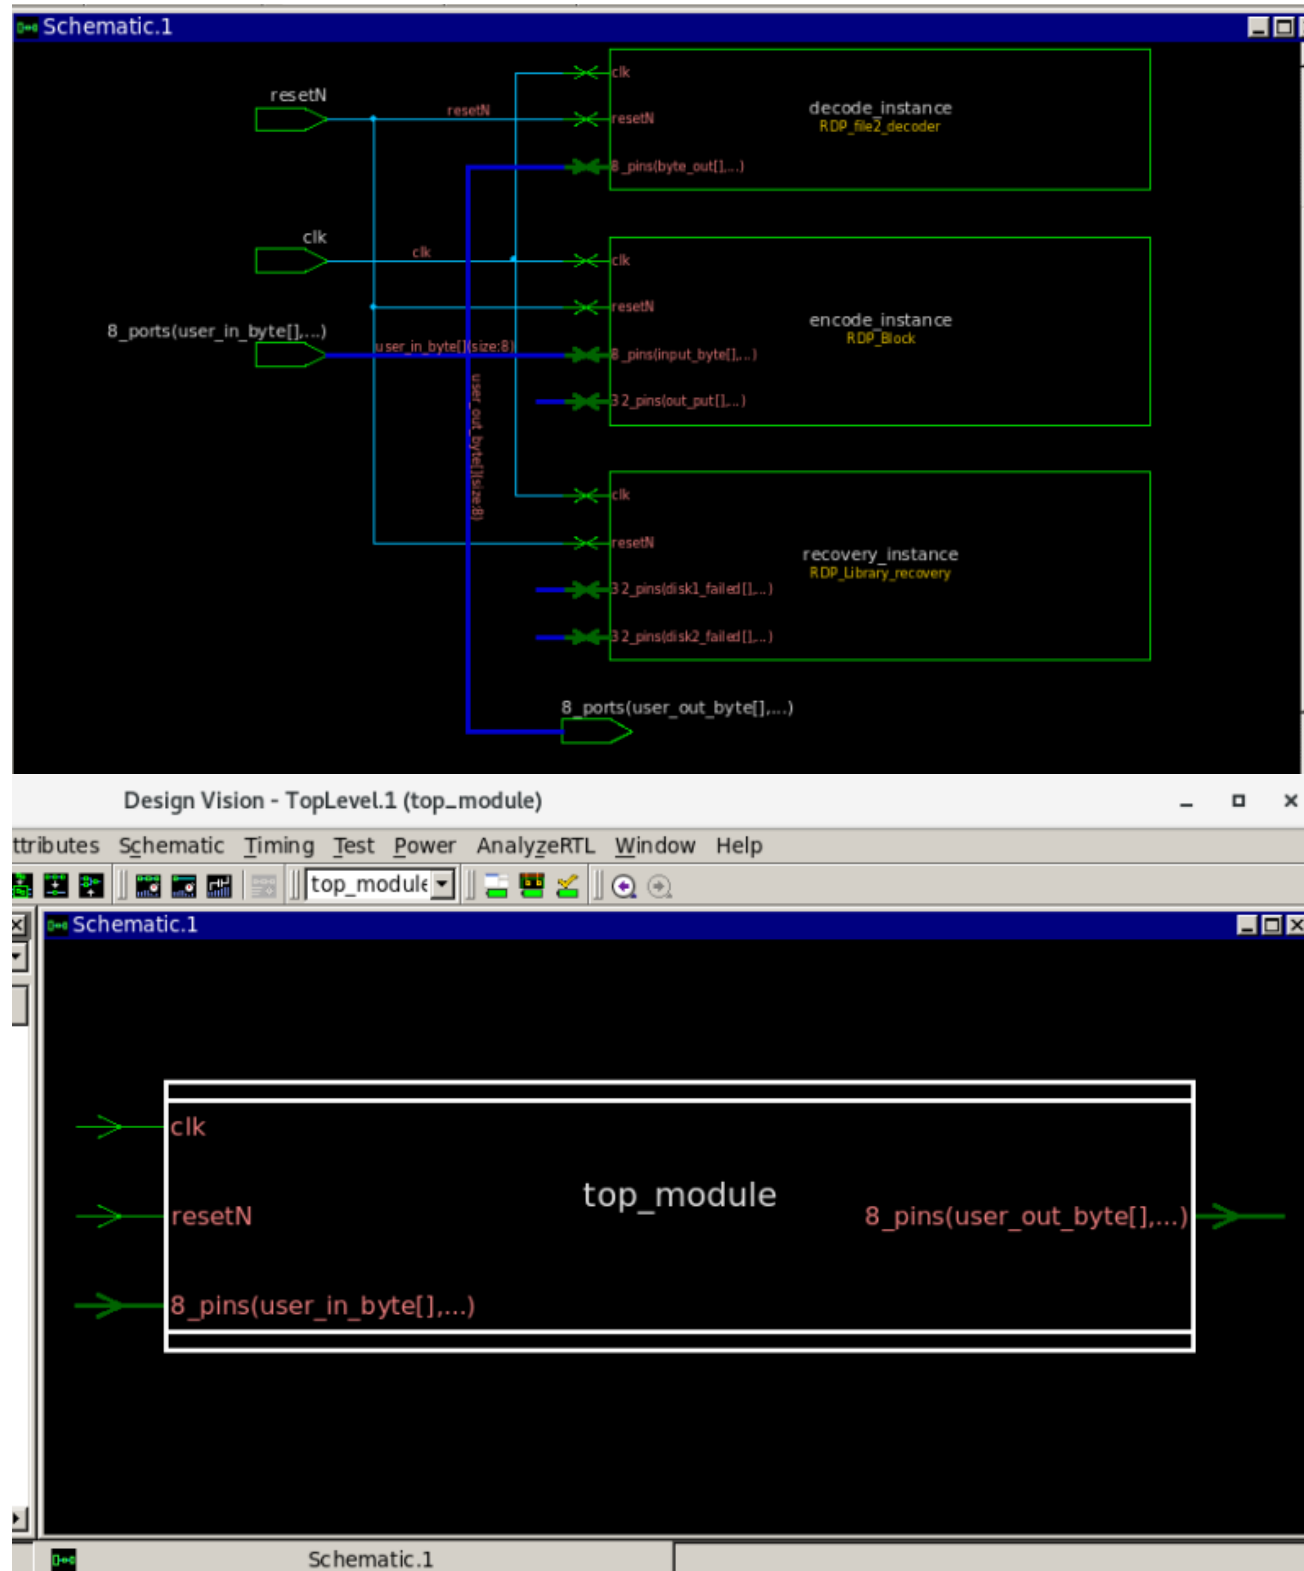 Schematic.1
resetN
resetN
clk
clk
8_ports(user_in_byte[],...)
user_in_byte[](size:8)
user_out_byte[](size:8)
clk
resetN
8_pins(byte_out[],...)
decode_instance
RDP_file2_decoder
clk
resetN
8_pins(input_byte[],...)
32_pins(out_put[],...)
encode_instance
RDP_Block
clk
resetN
32_pins(disk1_failed[],...)
32_pins(disk2_failed[],...)
recovery_instance
RDP_Library_recovery
8_ports(user_out_byte[],...)
Design Vision - TopLevel.1 (top_module)
ttributes Schematic Timing Test Power AnalyzeRTL Window Help
top_module
Schematic.1
clk
resetN
8_pins(user_in_byte[],...)
top_module
8_pins(user_out_byte[],...)
Schematic.1